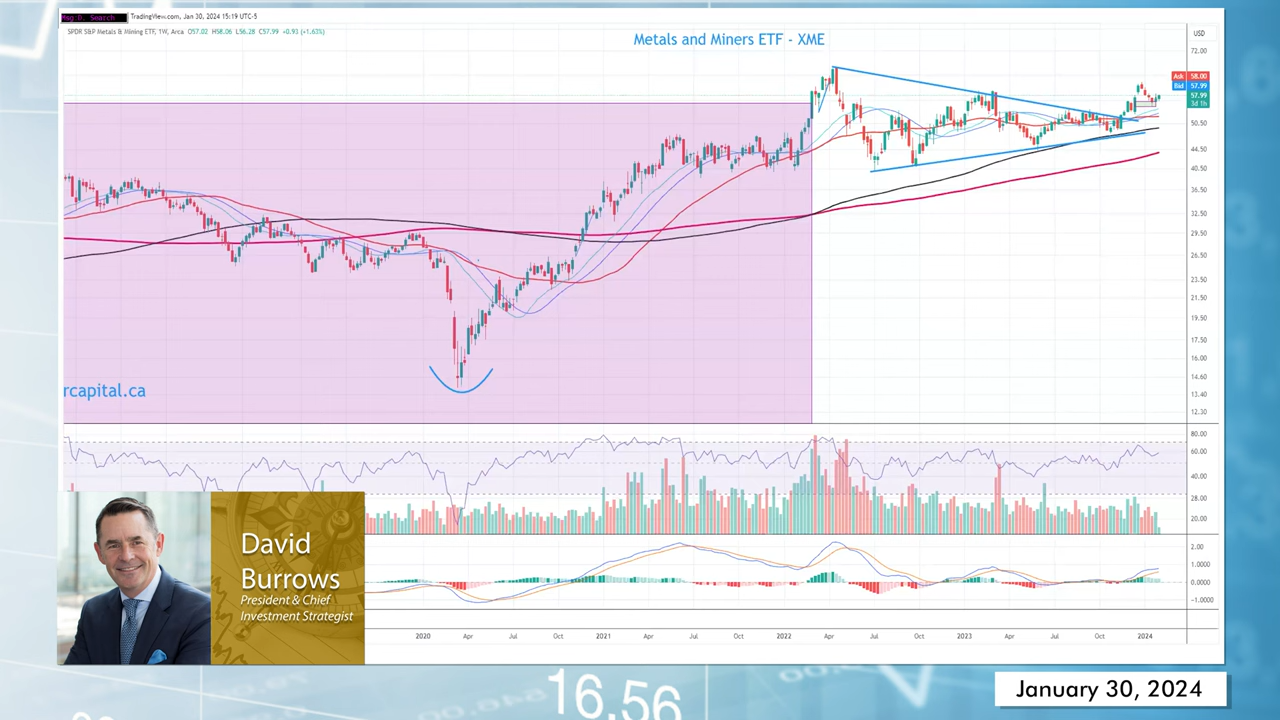 Msg D. Search TradingView.com, Jan 30, 2024 15:19 UTC-5
SPDR S&P Metals & Mining ETF, 1W, Arca O57.02 H58.06 L56.28 C57.99 +0.93 (+1.63%)
Metals and Miners ETF - XME
USD
72.00
Ask 58.00
Bid 57.99
57.99
3d 1h
50.50
44.50
40.50
36.50
32.50
29.50
26.50
23.50
21.50
19.50
17.50
16.00
14.60
13.40
12.30
rcapital.ca
80.00
60.00
40.00
28.00
20.00
2.00
1.0000
0.0000
-1.0000
2020 Apr Jul Oct 2021 Apr Jul Oct 2022 Apr Jul Oct 2023 Apr Jul Oct 2024
David
Burrows
President & Chief
Investment Strategist
January 30, 2024
16.56